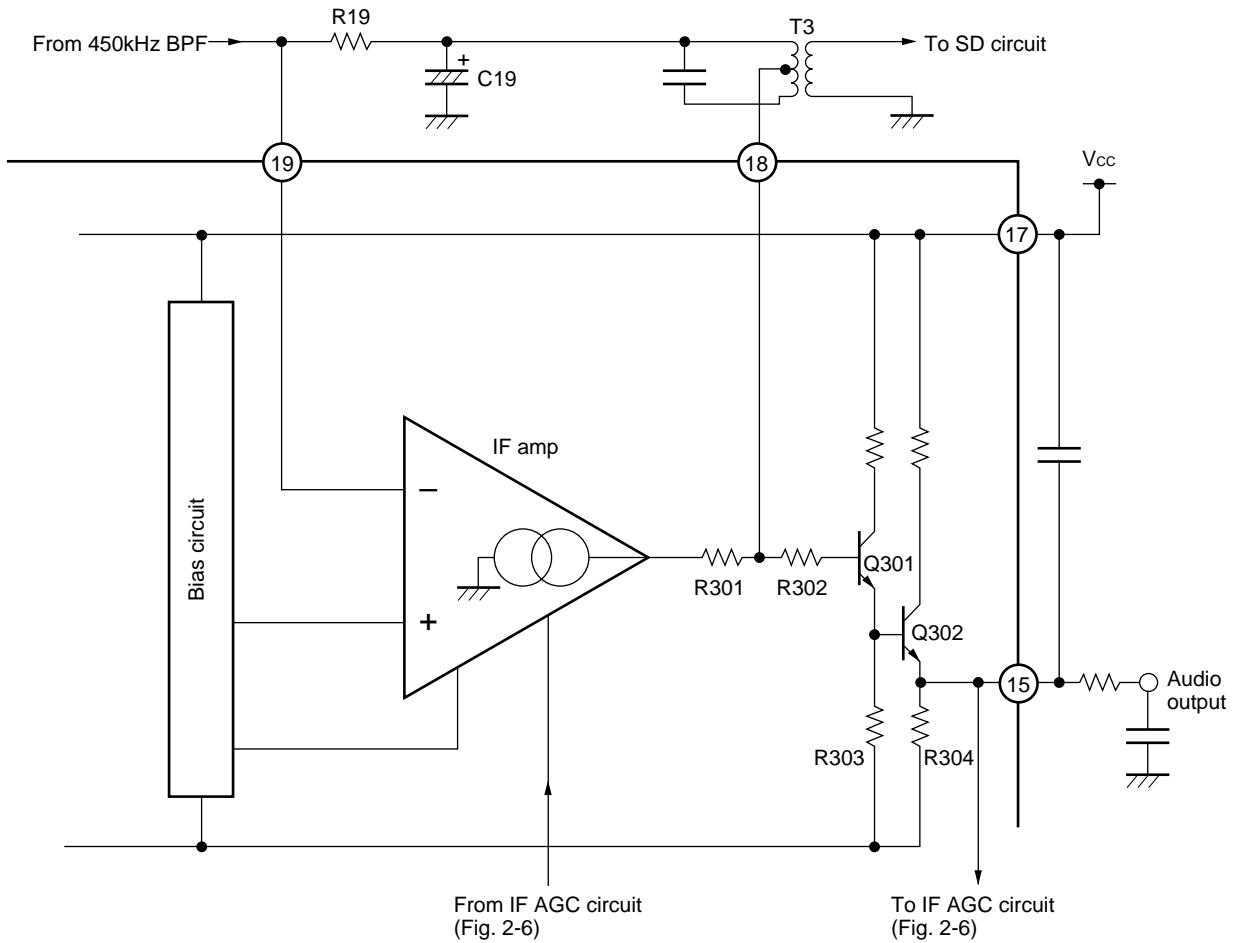 R19
T3
From 450kHz BPF
To SD circuit
+
C19
19
18
VCC
17
IF amp
−
Bias circuit
R301
R302
Q301
+
Q302
15
Audio
output
R303
R304
From IF AGC circuit
(Fig. 2-6)
To IF AGC circuit
(Fig. 2-6)